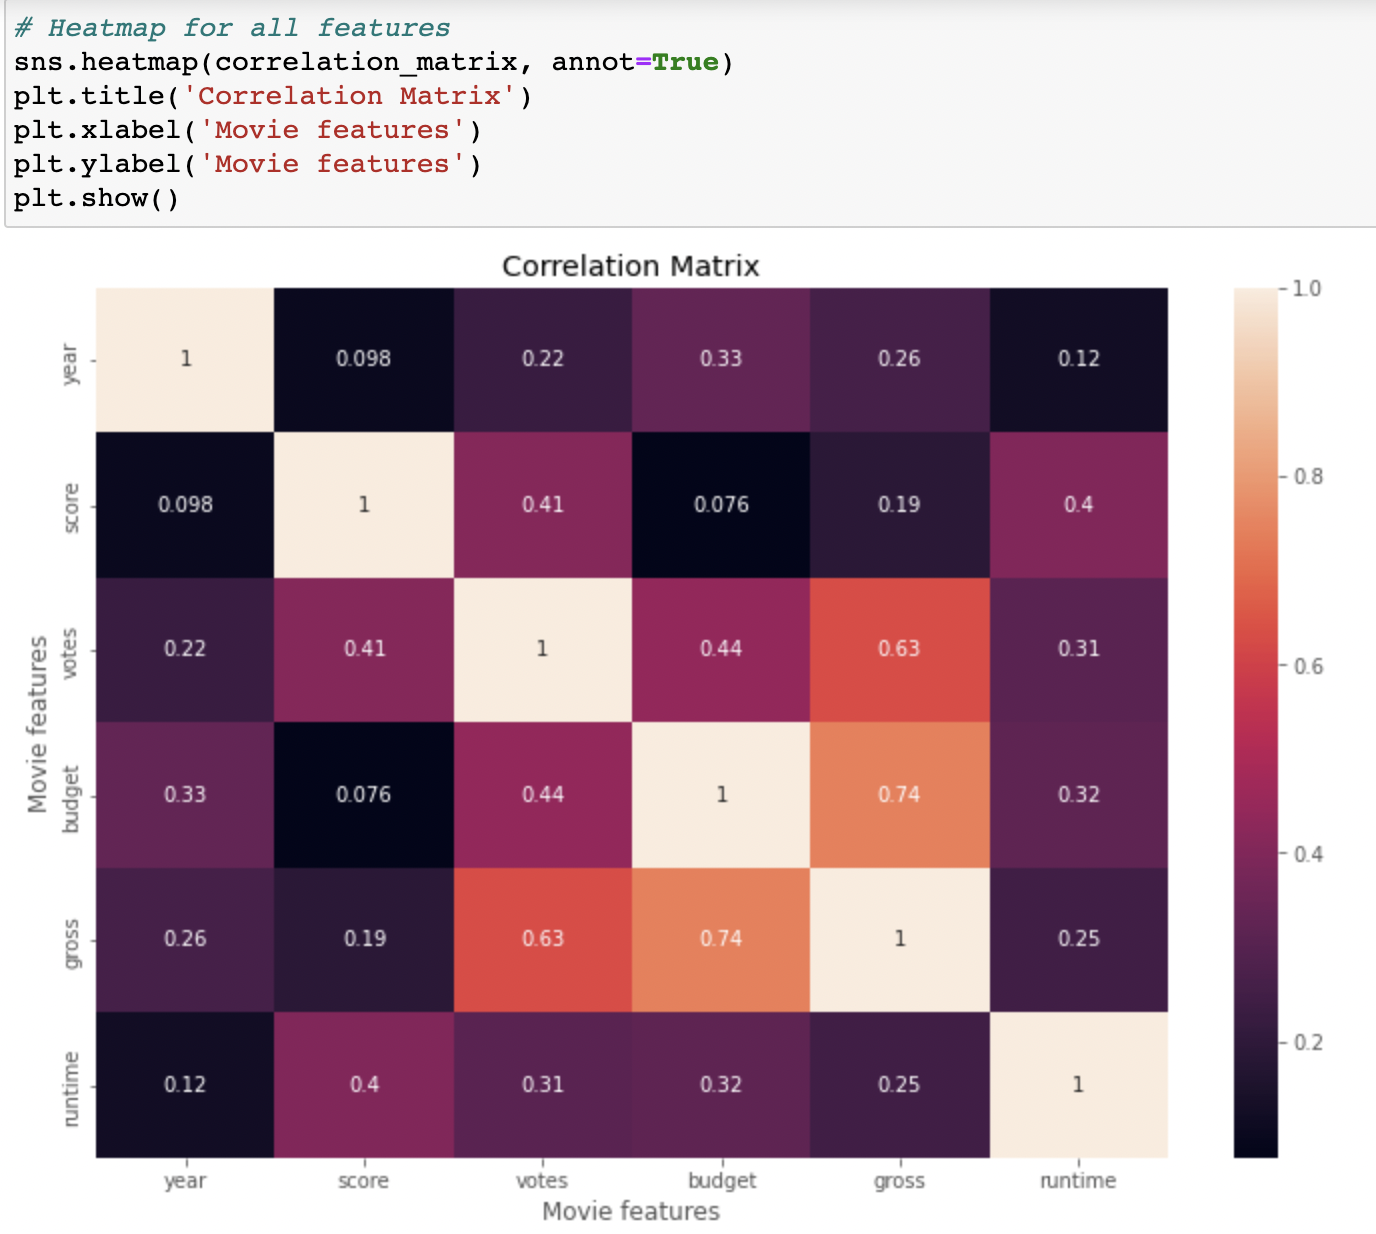 # Heatmap for all features
sns.heatmap(correlation_matrix, annot=True)
plt.title('Correlation Matrix')
plt.xlabel('Movie features')
plt.ylabel('Movie features')
plt.show()
Correlation Matrix
year 1 0.098 0.22 0.33 0.26 0.12
score 0.098 1 0.41 0.076 0.19 0.4
votes 0.22 0.41 1 0.44 0.63 0.31
budget 0.33 0.076 0.44 1 0.74 0.32
gross 0.26 0.19 0.63 0.74 1 0.25
runtime 0.12 0.4 0.31 0.32 0.25 1
Movie features
year score votes budget gross runtime
Movie features
1.0
0.8
0.6
0.4
0.2